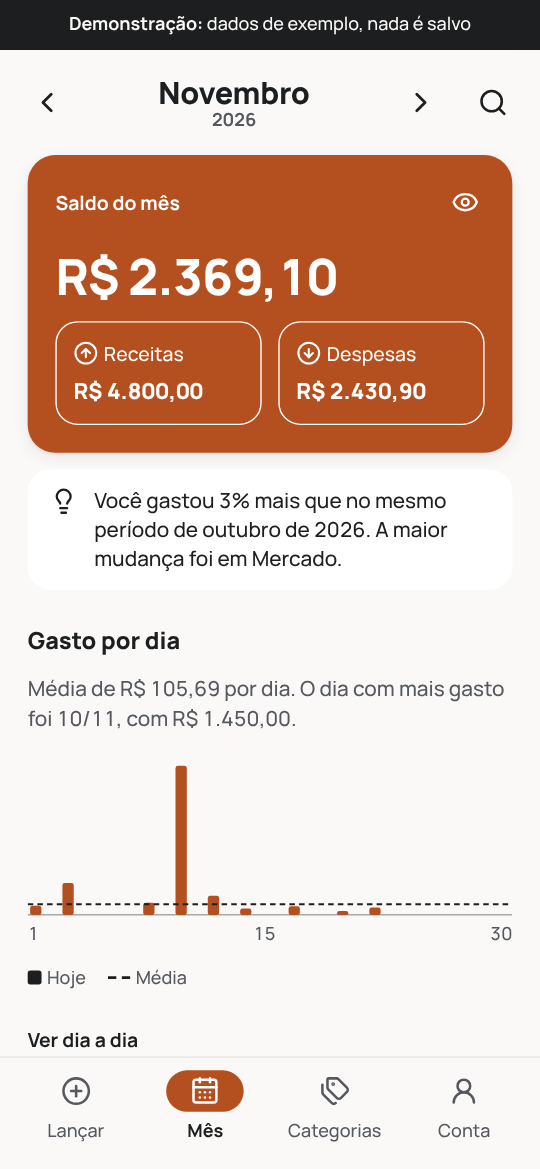 Demonstração: dados de exemplo, nada é salvo
Novembro
2026
Saldo do mês
R$ 2.369,10
Receitas
R$ 4.800,00
Despesas
R$ 2.430,90
Você gastou 3% mais que no mesmo
período de outubro de 2026. A maior
mudança foi em Mercado.
Gasto por dia
Média de R$ 105,69 por dia. O dia com mais gasto
foi 10/11, com R$ 1.450,00.
1 15 30
Hoje Média
Ver dia a dia
Lançar Mês Categorias Conta